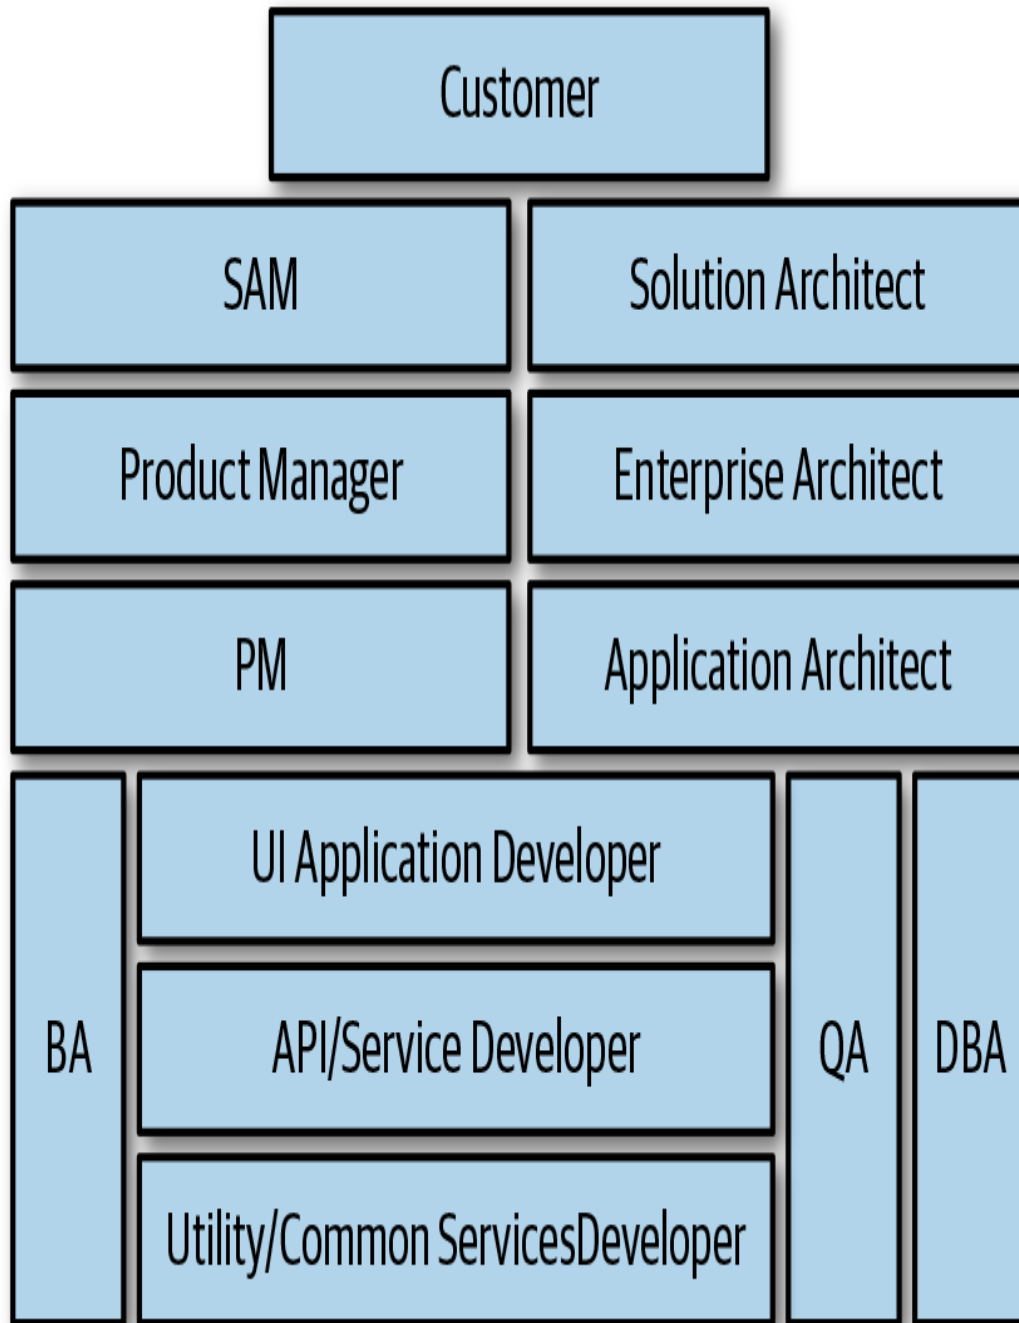 Customer
SAM
Solution Architect
Product Manager
Enterprise Architect
PM
Application Architect
UI Application Developer
BA
API/Service Developer
QA
DBA
Utility/Common ServicesDeveloper